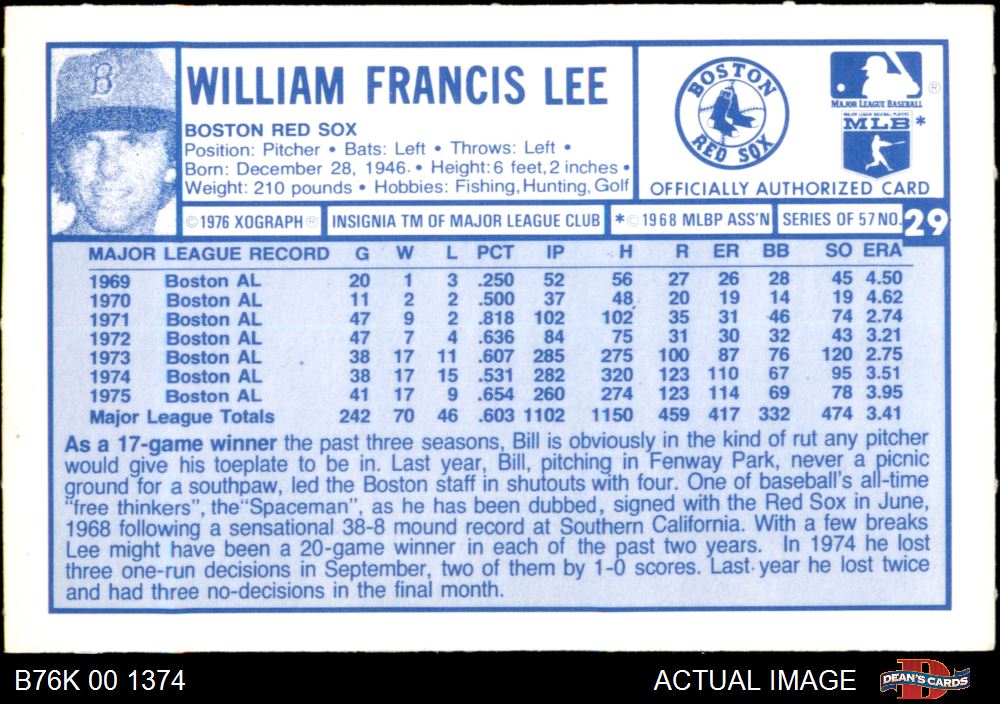 B
WILLIAM FRANCIS LEE
BOSTON RED SOX
Position: Pitcher • Bats: Left • Throws: Left •
Born: December 28, 1946. • Height: 6 feet, 2 inches •
Weight: 210 pounds • Hobbies: Fishing, Hunting, Golf
BOSTON
RED SOX
MAJOR LEAGUE BASEBALL ®
MAJOR LEAGUE BASEBALL PLAYERS
MLB *
OFFICIALLY AUTHORIZED CARD
©1976 XOGRAPH® INSIGNIA TM OF MAJOR LEAGUE CLUB *©1968 MLBP ASS'N SERIES OF 57 NO. 29
MAJOR LEAGUE RECORD G W L PCT IP H R ER BB SO ERA
1969 Boston AL 20 1 3 .250 52 56 27 26 28 45 4.50
1970 Boston AL 11 2 2 .500 37 48 20 19 14 19 4.62
1971 Boston AL 47 9 2 .818 102 102 35 31 46 74 2.74
1972 Boston AL 47 7 4 .636 84 75 31 30 32 43 3.21
1973 Boston AL 38 17 11 .607 285 275 100 87 76 120 2.75
1974 Boston AL 38 17 15 .531 282 320 123 110 67 95 3.51
1975 Boston AL 41 17 9 .654 260 274 123 114 69 78 3.95
Major League Totals 242 70 46 .603 1102 1150 459 417 332 474 3.41
As a 17-game winner the past three seasons, Bill is obviously in the kind of rut any pitcher
would give his toeplate to be in. Last year, Bill, pitching in Fenway Park, never a picnic
ground for a southpaw, led the Boston staff in shutouts with four. One of baseball's all-time
"free thinkers", the "Spaceman", as he has been dubbed, signed with the Red Sox in June,
1968 following a sensational 38-8 mound record at Southern California. With a few breaks
Lee might have been a 20-game winner in each of the past two years. In 1974 he lost
three one-run decisions in September, two of them by 1-0 scores. Last year he lost twice
and had three no-decisions in the final month.
B76K 00 1374
ACTUAL IMAGE
D
DEAN'S CARDS